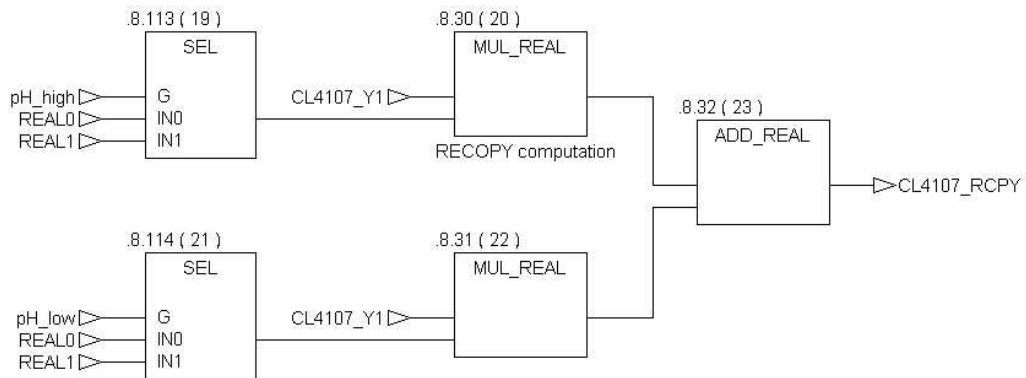 .8.113 ( 19 )
SEL
pH_high
G
REAL0
IN0
REAL1
IN1
.8.30 ( 20 )
MUL_REAL
CL4107_Y1
RECOPY computation
.8.32 ( 23 )
ADD_REAL
CL4107_RCPY
.8.114 ( 21 )
SEL
pH_low
G
REAL0
IN0
REAL1
IN1
.8.31 ( 22 )
MUL_REAL
CL4107_Y1